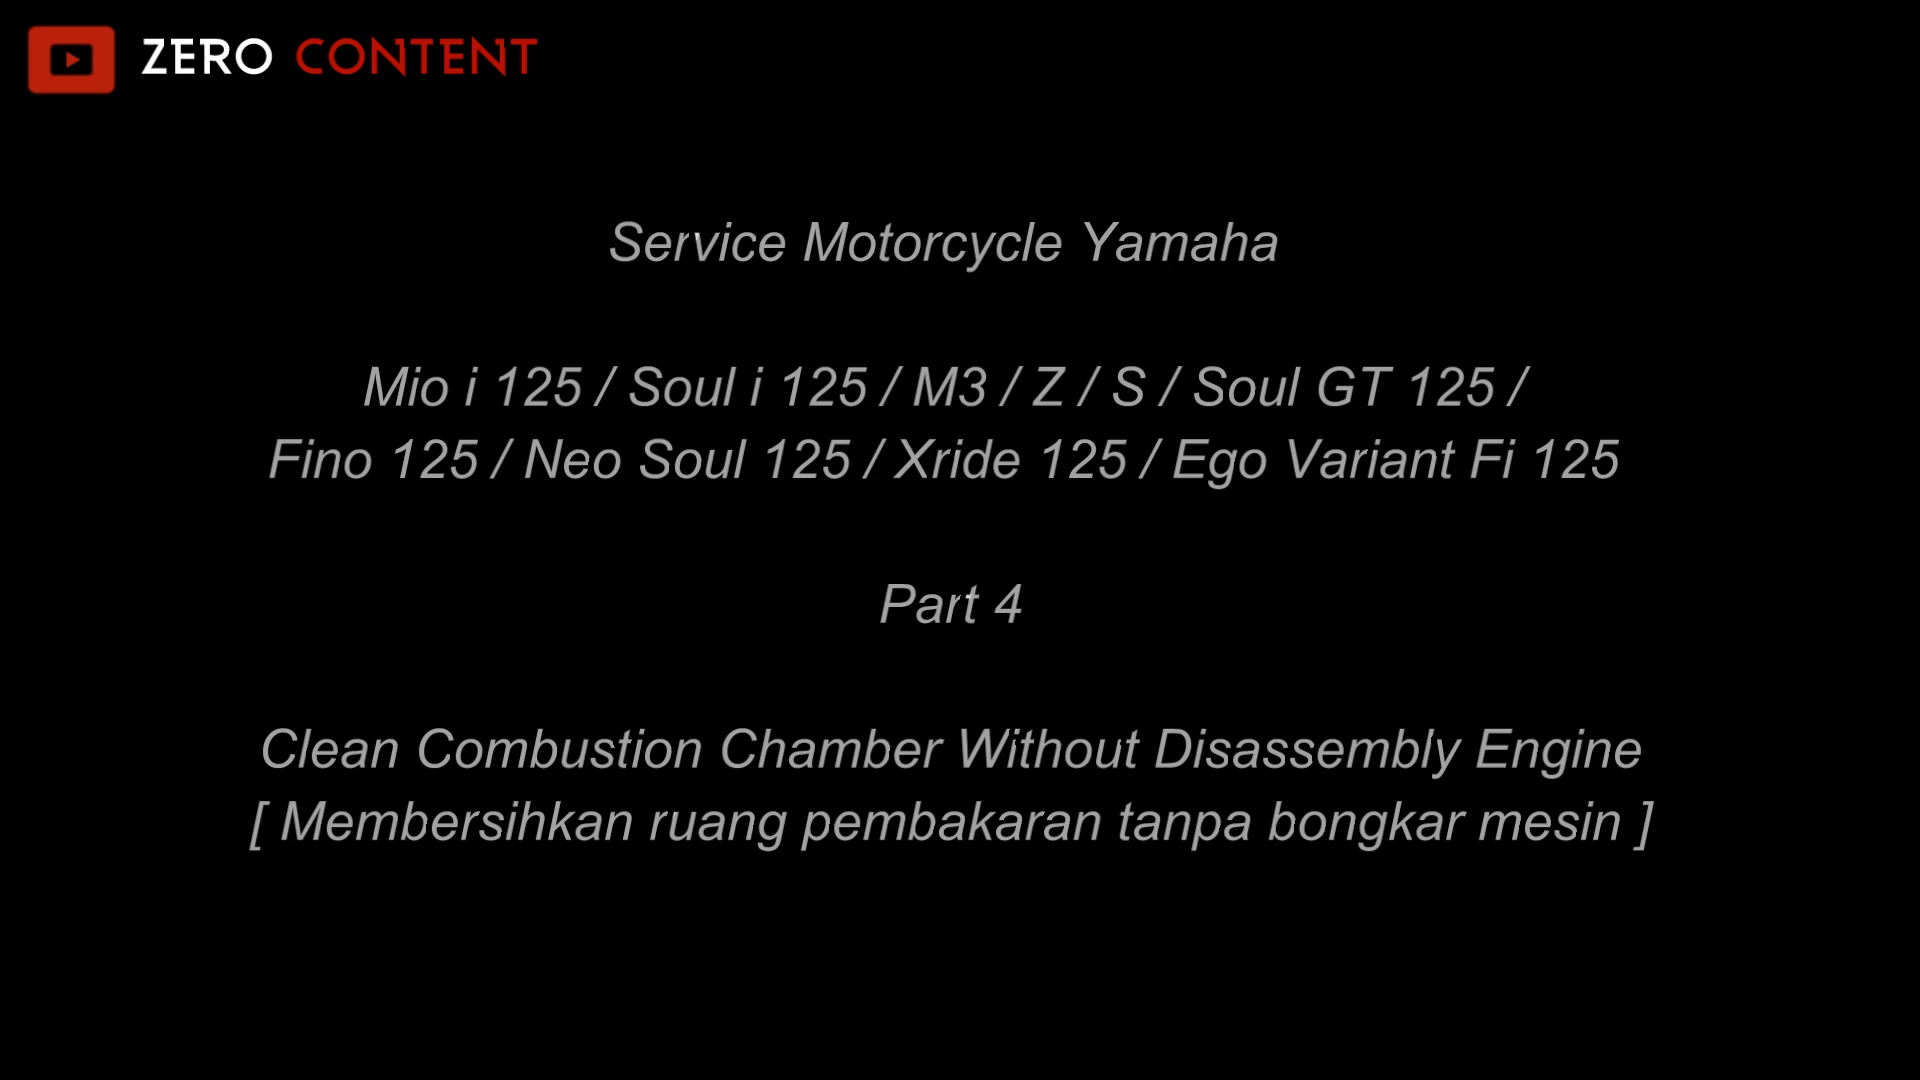 ZERO CONTENT
Service Motorcycle Yamaha
Mio i 125 / Soul i 125 / M3 / Z / S / Soul GT 125 /
Fino 125 / Neo Soul 125 / Xride 125 / Ego Variant Fi 125
Part 4
Clean Combustion Chamber Without Disassembly Engine
[ Membersihkan ruang pembakaran tanpa bongkar mesin ]